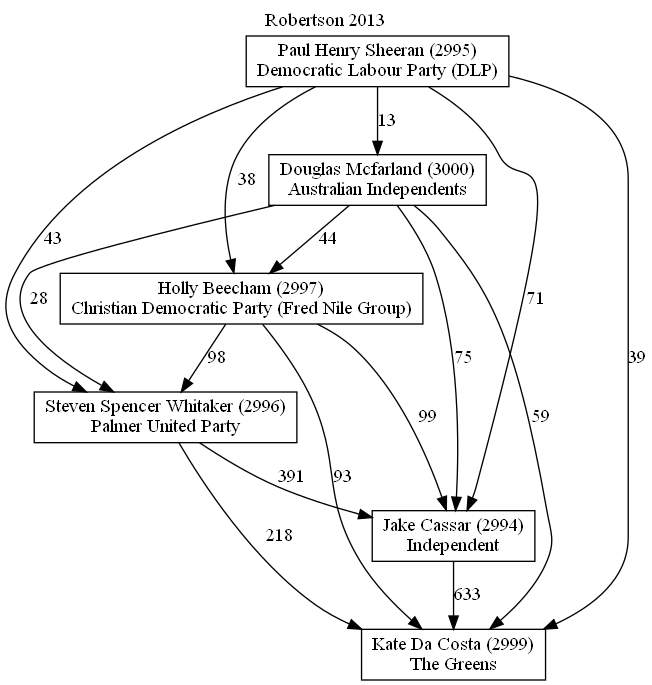 Robertson 2013
Paul Henry Sheeran (2995)
Democratic Labour Party (DLP)
13
Douglas Mcfarland (3000)
Australian Independents
38
43
44
28
71
39
Holly Beecham (2997)
Christian Democratic Party (Fred Nile Group)
98
75
Steven Spencer Whitaker (2996)
Palmer United Party
99
59
391
93
218
Jake Cassar (2994)
Independent
633
Kate Da Costa (2999)
The Greens